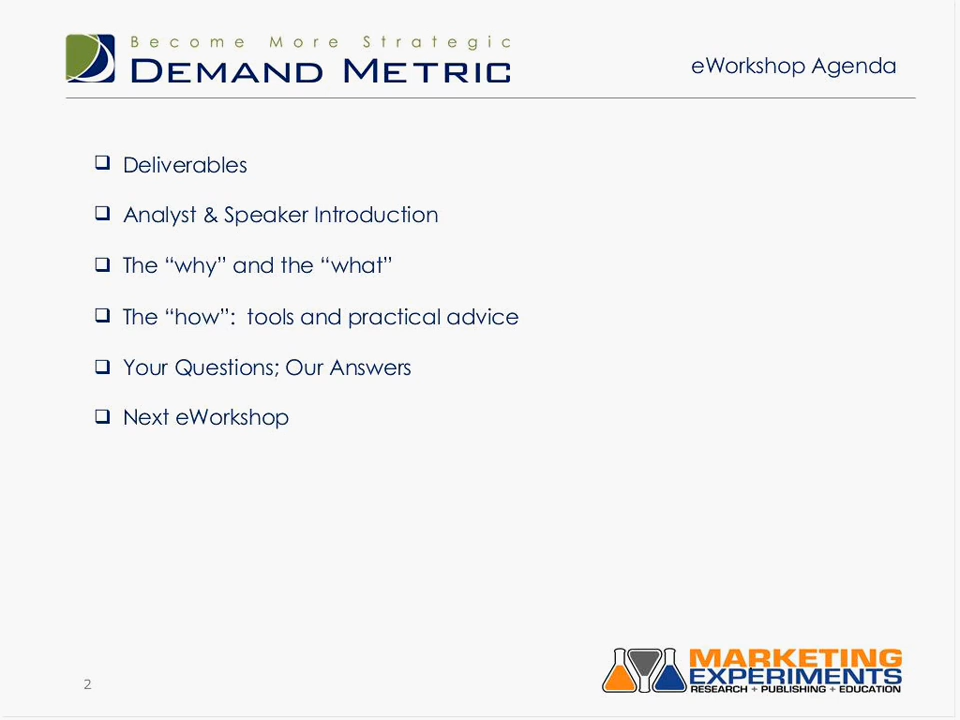 Become More Strategic
DEMAND METRIC
eWorkshop Agenda
❑ Deliverables
❑ Analyst & Speaker Introduction
❑ The “why” and the “what”
❑ The “how”:  tools and practical advice
❑ Your Questions; Our Answers
❑ Next eWorkshop
2
MARKETING
EXPERIMENTS
RESEARCH + PUBLISHING + EDUCATION